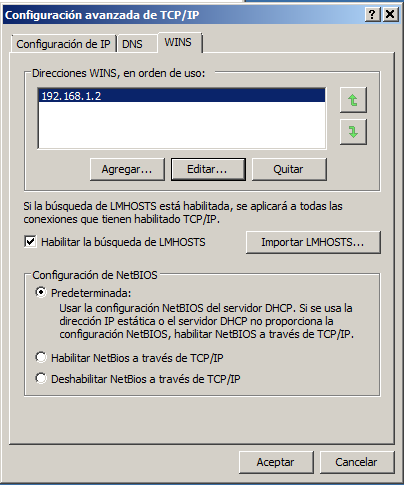 Configuración avanzada de TCP/IP
Configuración de IP DNS WINS
Direcciones WINS, en orden de uso:
192.168.1.2
Agregar... Editar... Quitar
Si la búsqueda de LMHOSTS está habilitada, se aplicará a todas las
conexiones que tienen habilitado TCP/IP.
Habilitar la búsqueda de LMHOSTS Importar LMHOSTS...
Configuración de NetBIOS
Predeterminada:
Usar la configuración NetBIOS del servidor DHCP. Si se usa la
dirección IP estática o el servidor DHCP no proporciona la
configuración NetBIOS, habilitar NetBIOS a través de TCP/IP.
Habilitar NetBios a través de TCP/IP
Deshabilitar NetBios a través de TCP/IP
Aceptar Cancelar